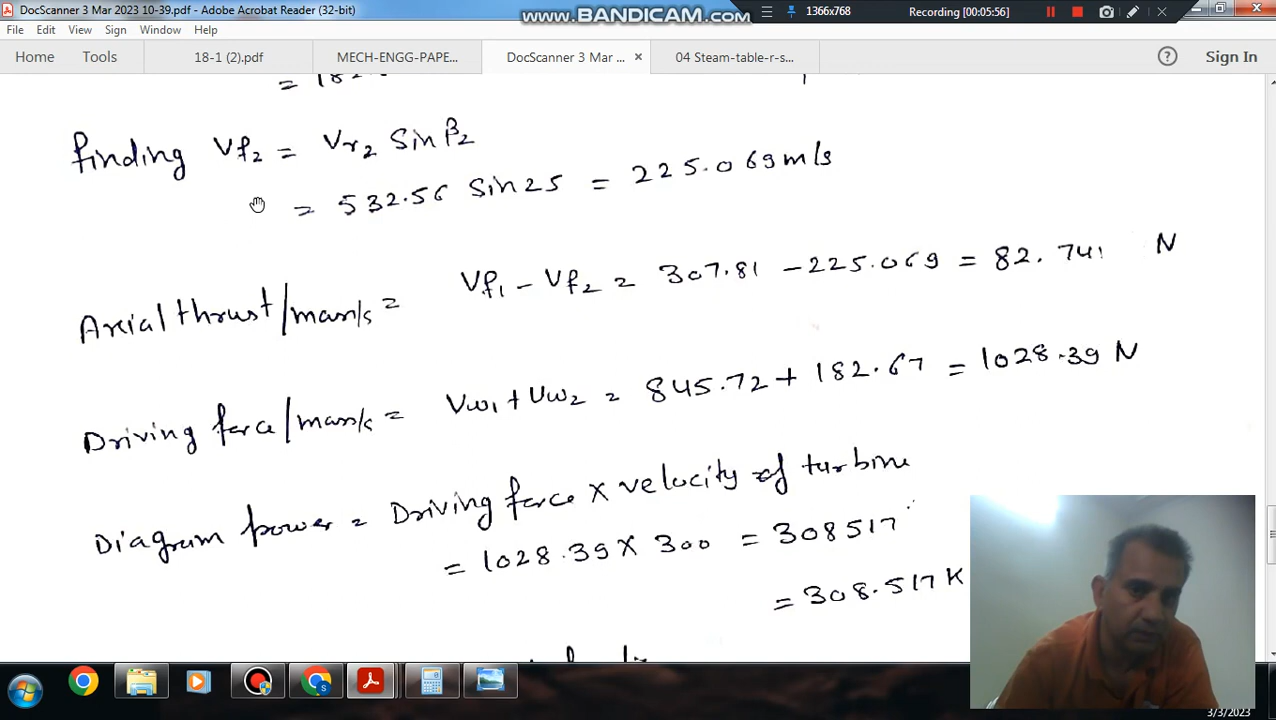 DocScanner 3 Mar 2023 10-39.pdf - Adobe Acrobat Reader (32-bit)
www.BANDICAM.com
1366x768
Recording [00:05:56]
File Edit View Sign Window Help
Home Tools 18-1 (2).pdf MECH-ENGG-PAPE... DocScanner 3 Mar ... × 04 Steam-table-r-s... Sign In
finding Vf2 = Vr2 Sin β2
= 532.56 Sin 25 = 225.069 m/s
Axial thrust/mass/s = Vf1 - Vf2 = 307.81 - 225.069 = 82.741 N
Driving force/mass/s = Vw1 + Vw2 = 845.72 + 182.67 = 1028.39 N
Diagram power = Driving force × velocity of turbine
= 1028.39 × 300 = 308517
= 308.517 K
3/3/2023